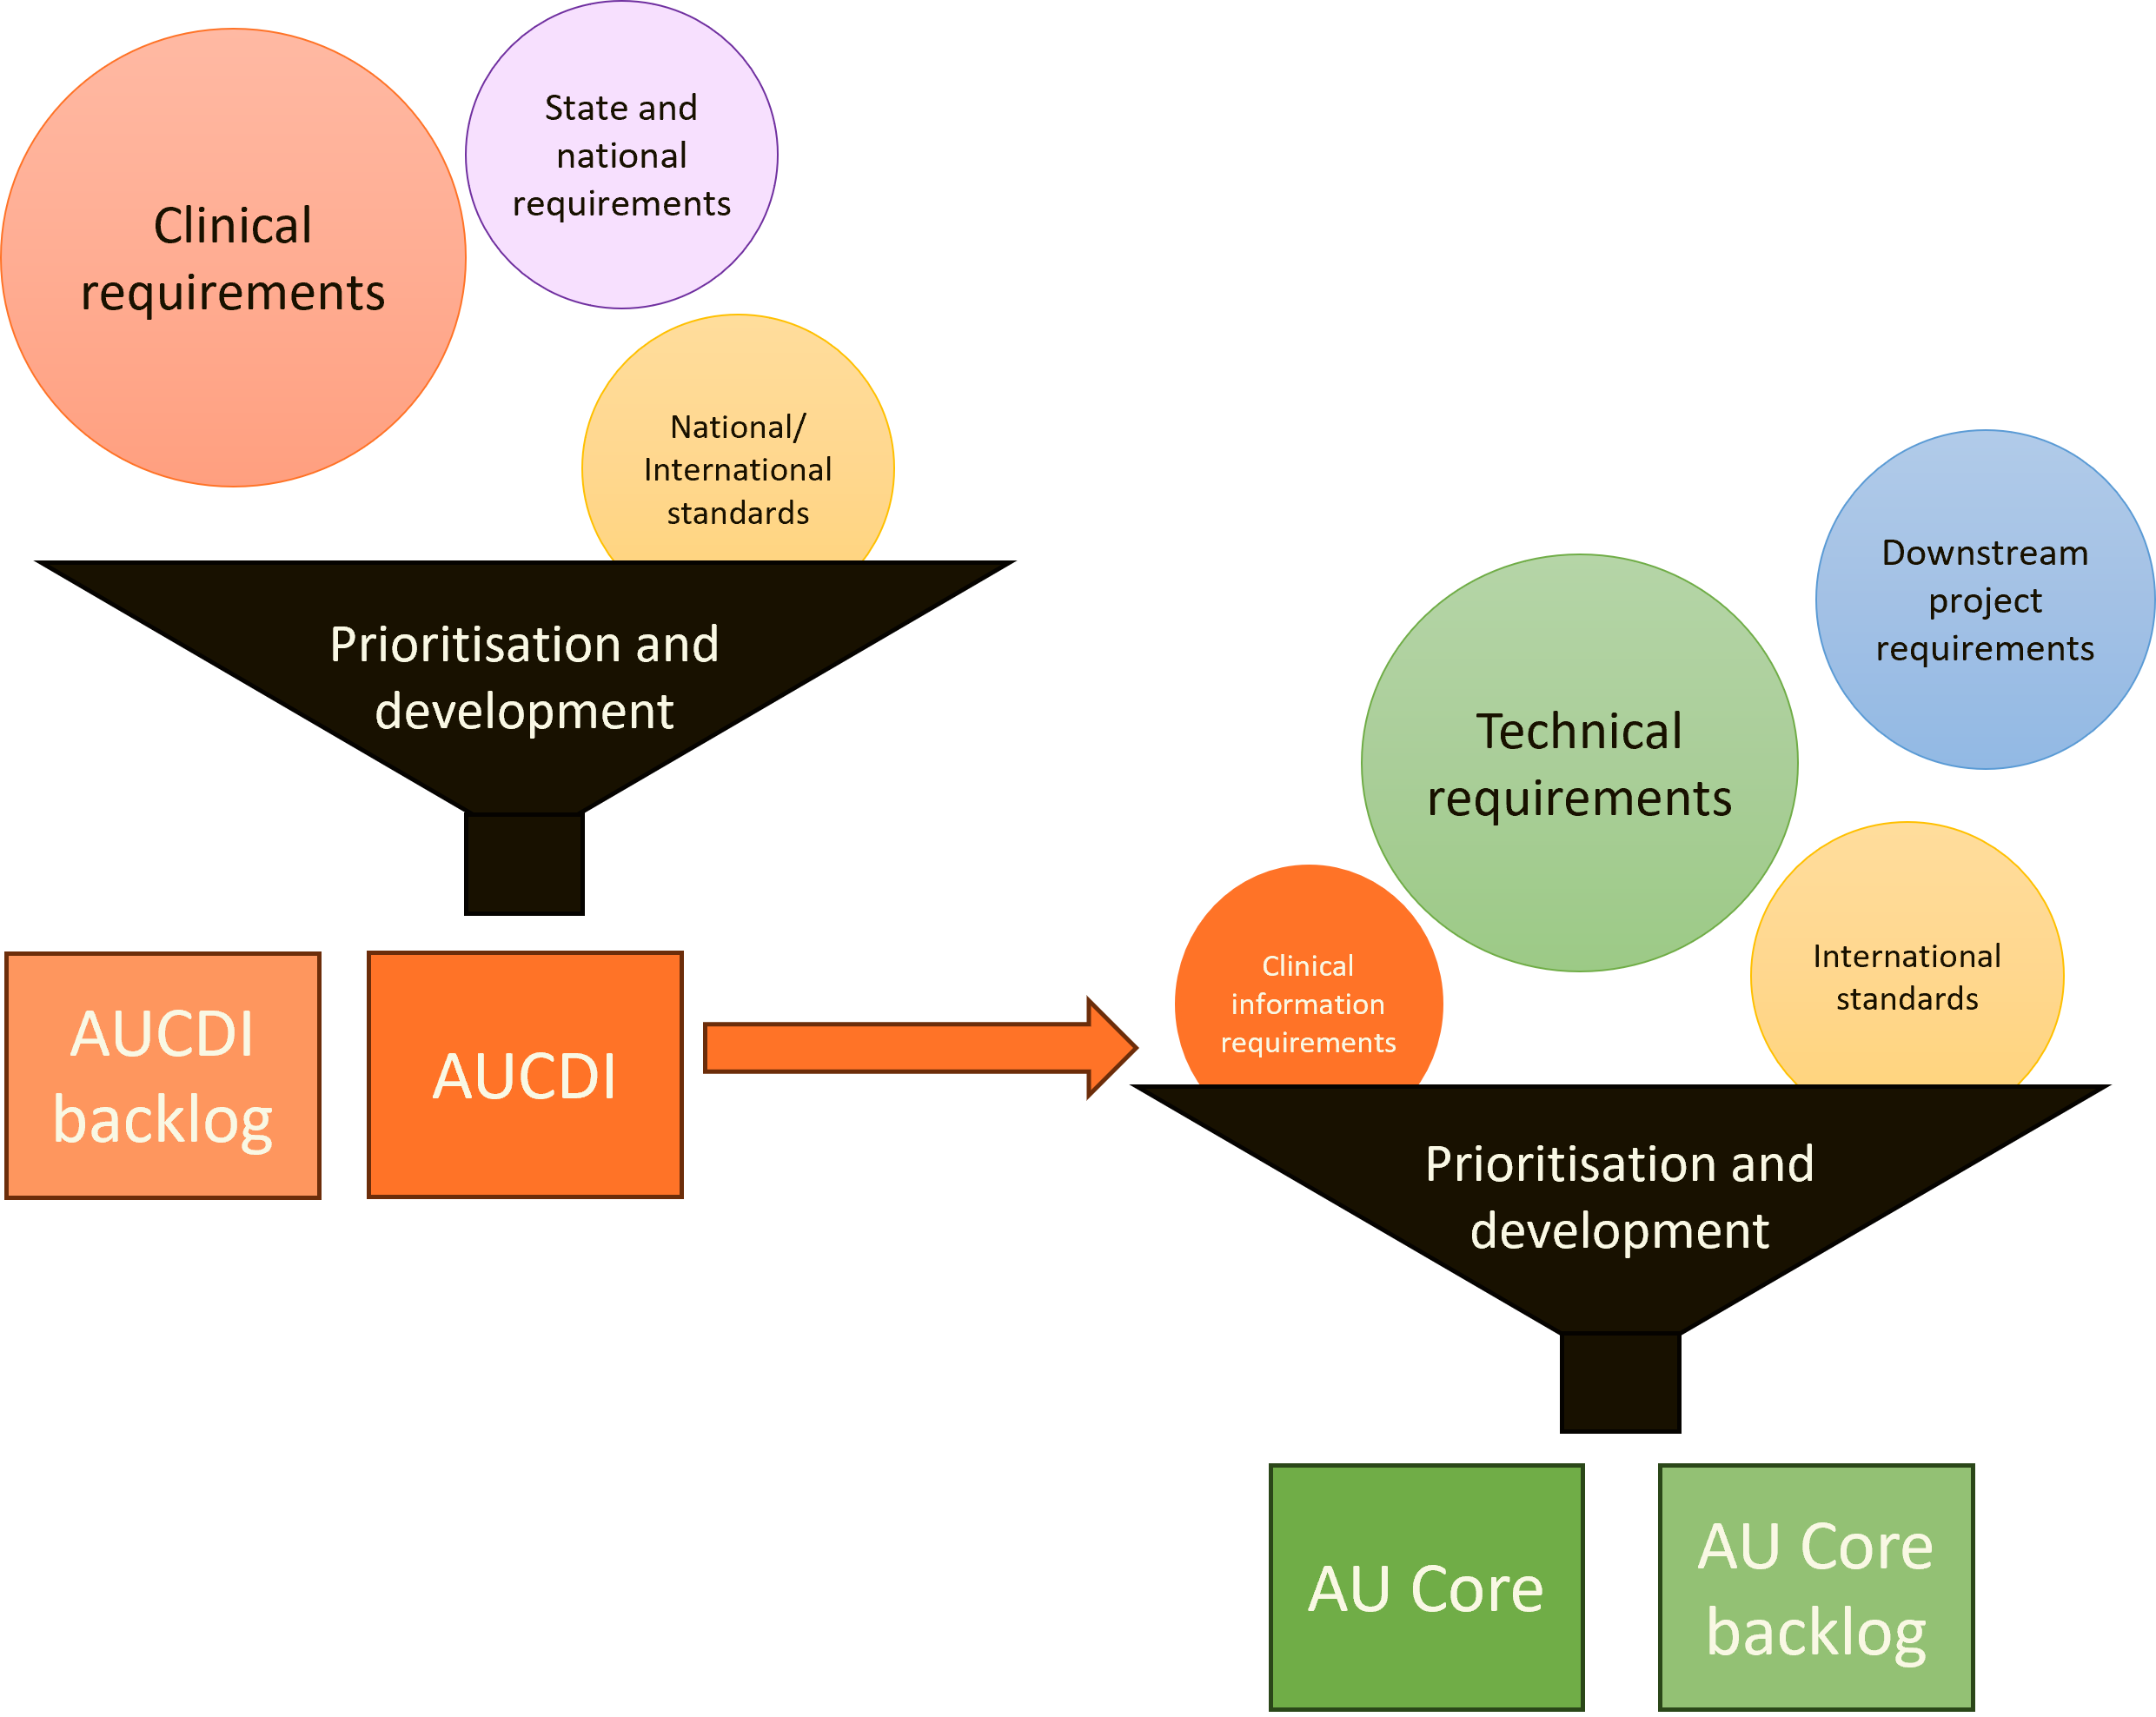 Clinical
requirements
State and
national
requirements
National/
International
standards
Prioritisation and
development
AUCDI
backlog
AUCDI
Downstream
project
requirements
Technical
requirements
Clinical
information
requirements
International
standards
Prioritisation and
development
AU Core
AU Core
backlog